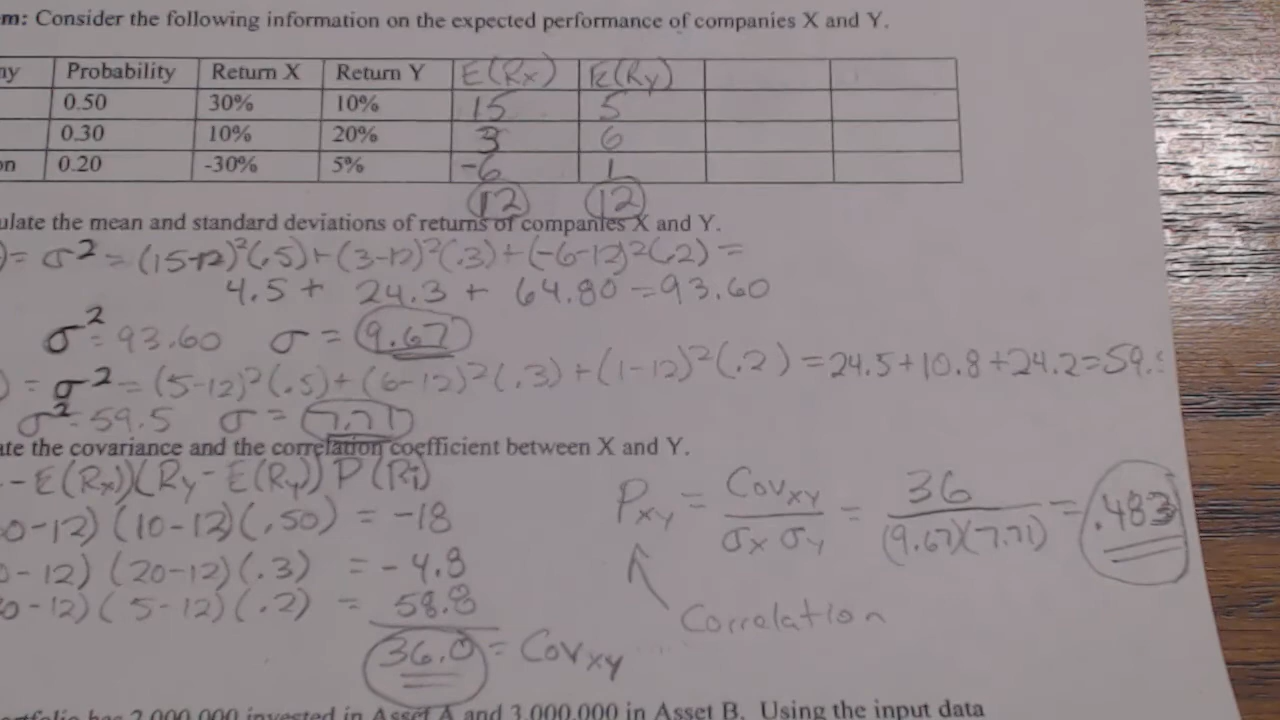 m: Consider the following information on the expected performance of companies X and Y.
ny Probability Return X Return Y E(Rx) E(Ry)
0.50 30% 10% 15 5
0.30 10% 20% 3 6
on 0.20 -30% 5% -6 1
12 12
ulate the mean and standard deviations of returns of companies X and Y.
) = σ² = (15-12)²(.5) + (3-12)²(.3) + (-6-12)²(.2) =
4.5 + 24.3 + 64.80 = 93.60
σ² = 93.60 σ = 9.67
) = σ² = (5-12)²(.5) + (6-12)²(.3) + (1-12)²(.2) = 24.5 + 10.8 + 24.2 = 59.5
σ² = 59.5 σ = 7.71
ate the covariance and the correlation coefficient between X and Y.
- E(Rx))(Ry - E(Ry)) P(Ri)
0-12) (10-12)(.50) = -18
0-12) (20-12)(.3) = -4.8
0-12) (5-12)(.2) = 58.8
36.0 = Covxy
Pxy = Covxy / σx σy = 36 / (9.67)(7.71) = .483
Correlation
rtfolio has 2,000,000 invested in Asset A and 3,000,000 in Asset B. Using the input data